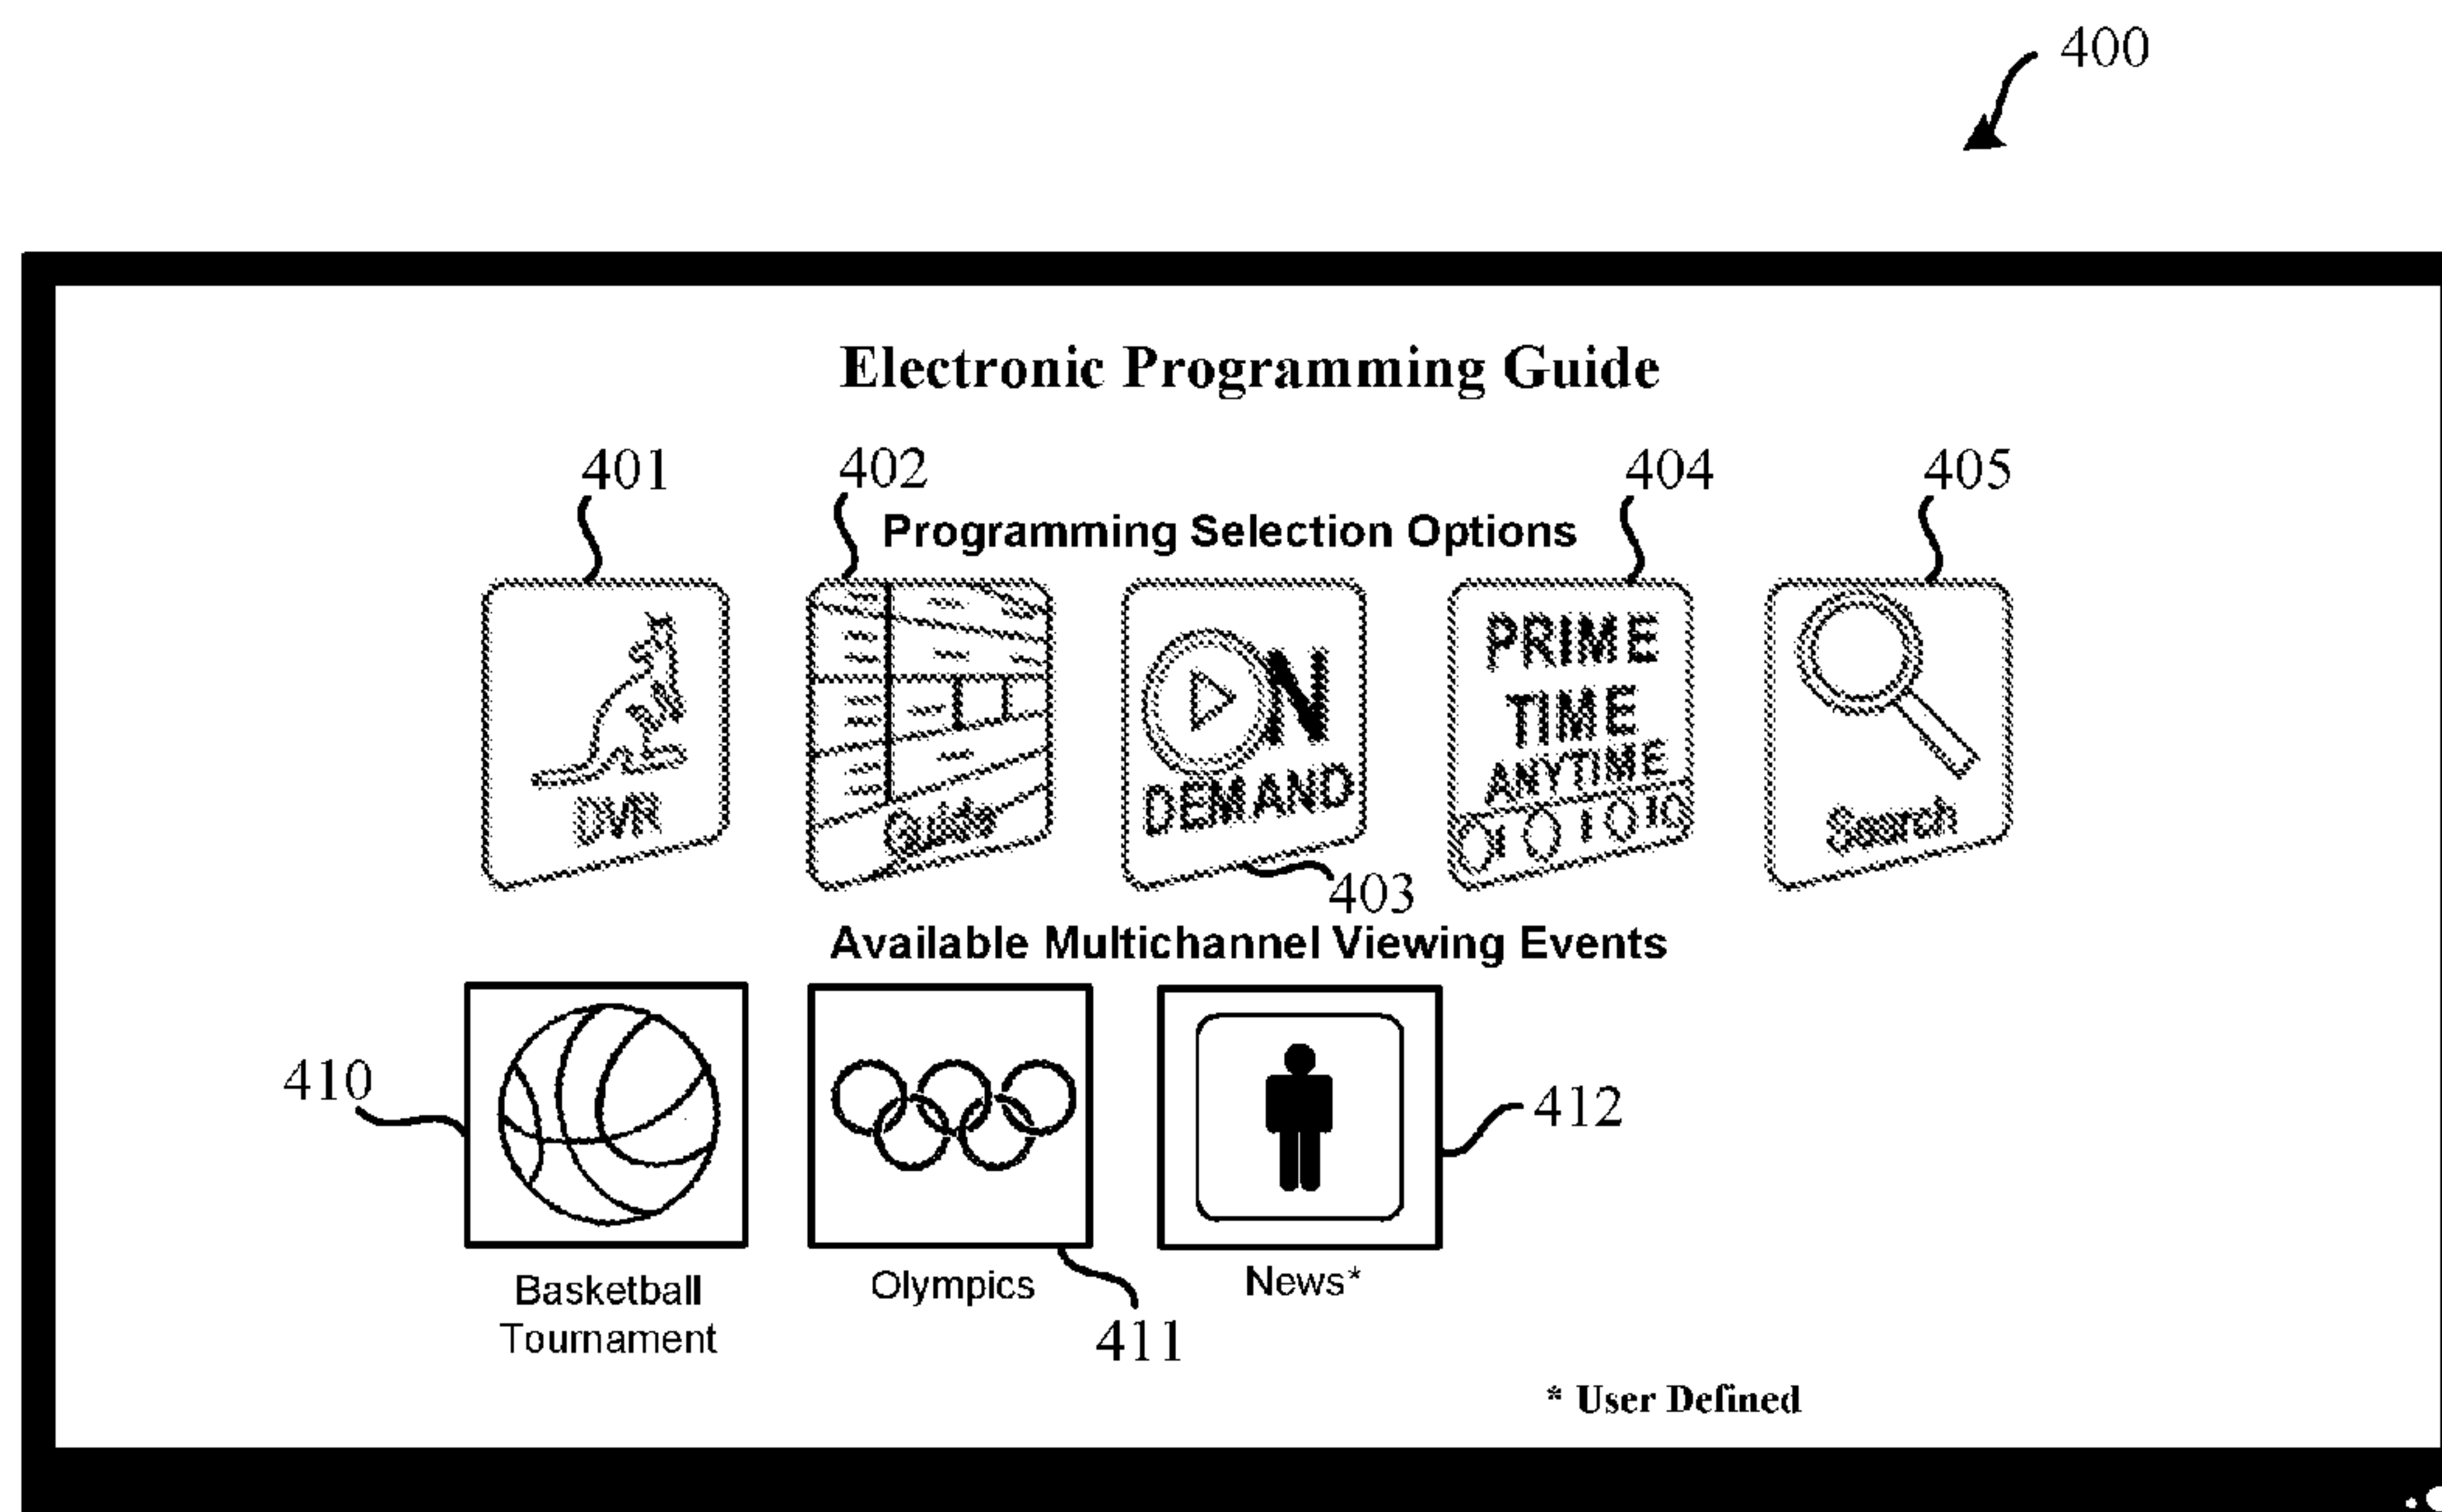 400
Electronic Programming Guide
401
402
404
405
Programming Selection Options
DVR
Guide
ON
DEMAND
PRIME
TIME
ANYTIME
Search
403
Available Multichannel Viewing Events
410
412
Basketball
Tournament
Olympics
News*
411
* User Defined